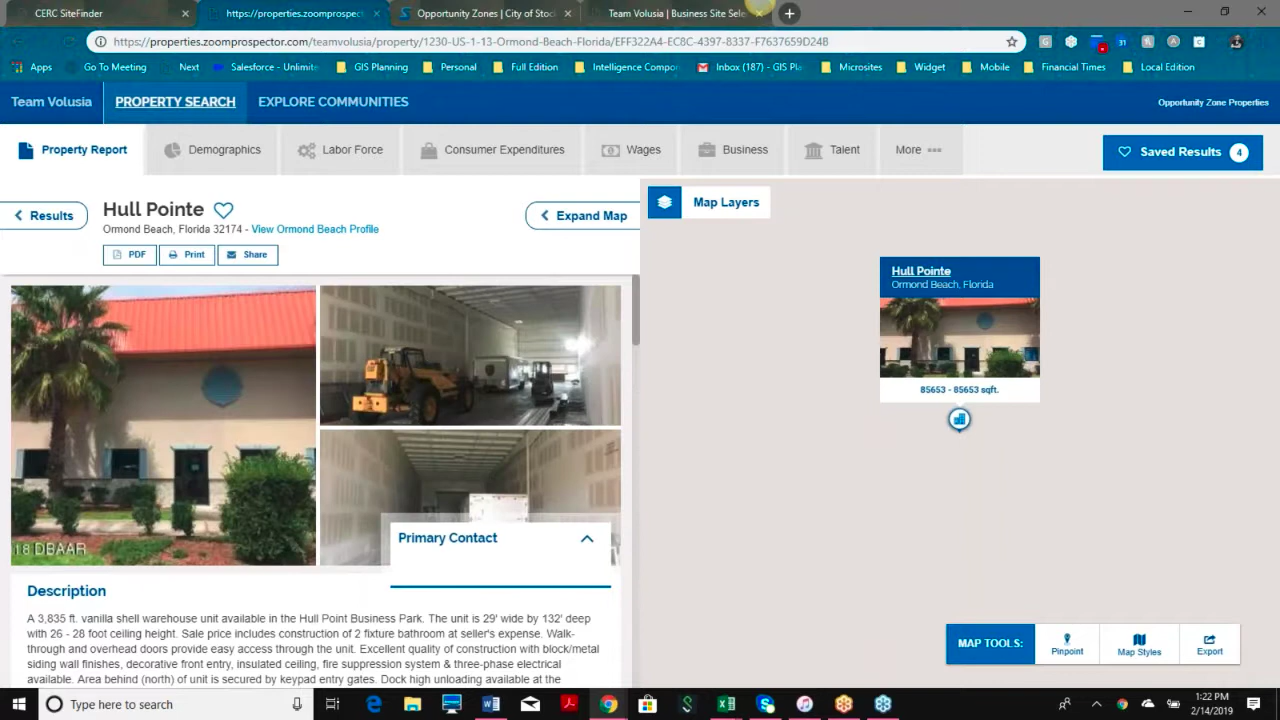 CERC SiteFinder
https://properties.zoomprospect
Opportunity Zones | City of Stoc
Team Volusia | Business Site Sele
https://properties.zoomprospector.com/teamvolusia/property/1230-US-1-13-Ormond-Beach-Florida/EFF322A4-EC8C-4397-8337-F7637659D24B
Apps Go To Meeting Next Salesforce - Unlimite GIS Planning Personal Full Edition Intelligence Compo Inbox (187) - GIS Pla Microsites Widget Mobile Financial Times Local Edition
Team Volusia PROPERTY SEARCH EXPLORE COMMUNITIES Opportunity Zone Properties
Property Report Demographics Labor Force Consumer Expenditures Wages Business Talent More Saved Results 4
Results Hull Pointe Expand Map
Ormond Beach, Florida 32174 - View Ormond Beach Profile
PDF Print Share
Map Layers
Hull Pointe
Ormond Beach, Florida
85653 - 85653 sqft.
18 DBAAR
Primary Contact
Description
A 3,835 ft. vanilla shell warehouse unit available in the Hull Point Business Park. The unit is 29' wide by 132' deep
with 26 - 28 foot ceiling height. Sale price includes construction of 2 fixture bathroom at seller's expense. Walk-
through and overhead doors provide easy access through the unit. Excellent quality of construction with block/metal
siding wall finishes, decorative front entry, insulated ceiling, fire suppression system & three-phase electrical
available. Area behind (north) of unit is secured by keypad entry gates. Dock high unloading available at the
MAP TOOLS: Pinpoint Map Styles Export
Type here to search
1:22 PM
2/14/2019